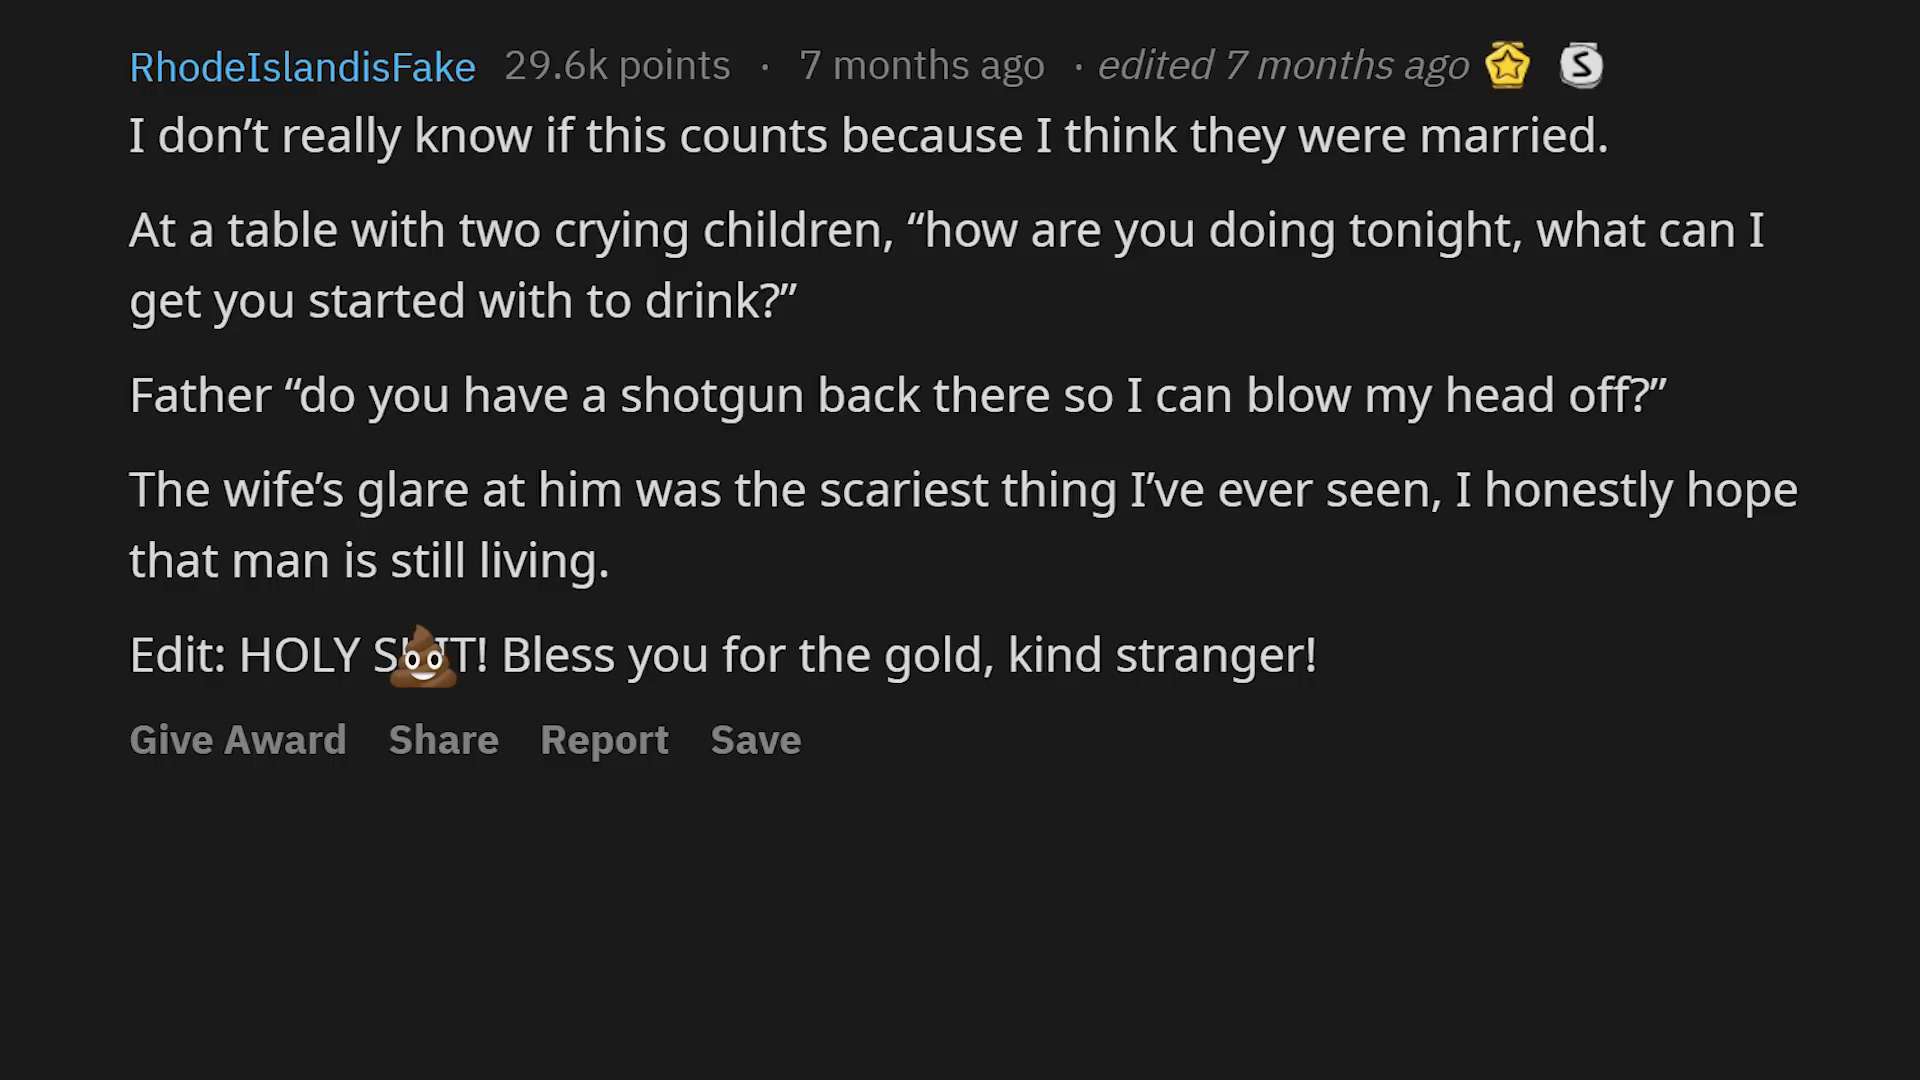 RhodeIslandisFake 29.6k points · 7 months ago · edited 7 months ago S
I don’t really know if this counts because I think they were married.
At a table with two crying children, “how are you doing tonight, what can I
get you started with to drink?”
Father “do you have a shotgun back there so I can blow my head off?”
The wife’s glare at him was the scariest thing I’ve ever seen, I honestly hope
that man is still living.
Edit: HOLY S💩T! Bless you for the gold, kind stranger!
Give Award Share Report Save